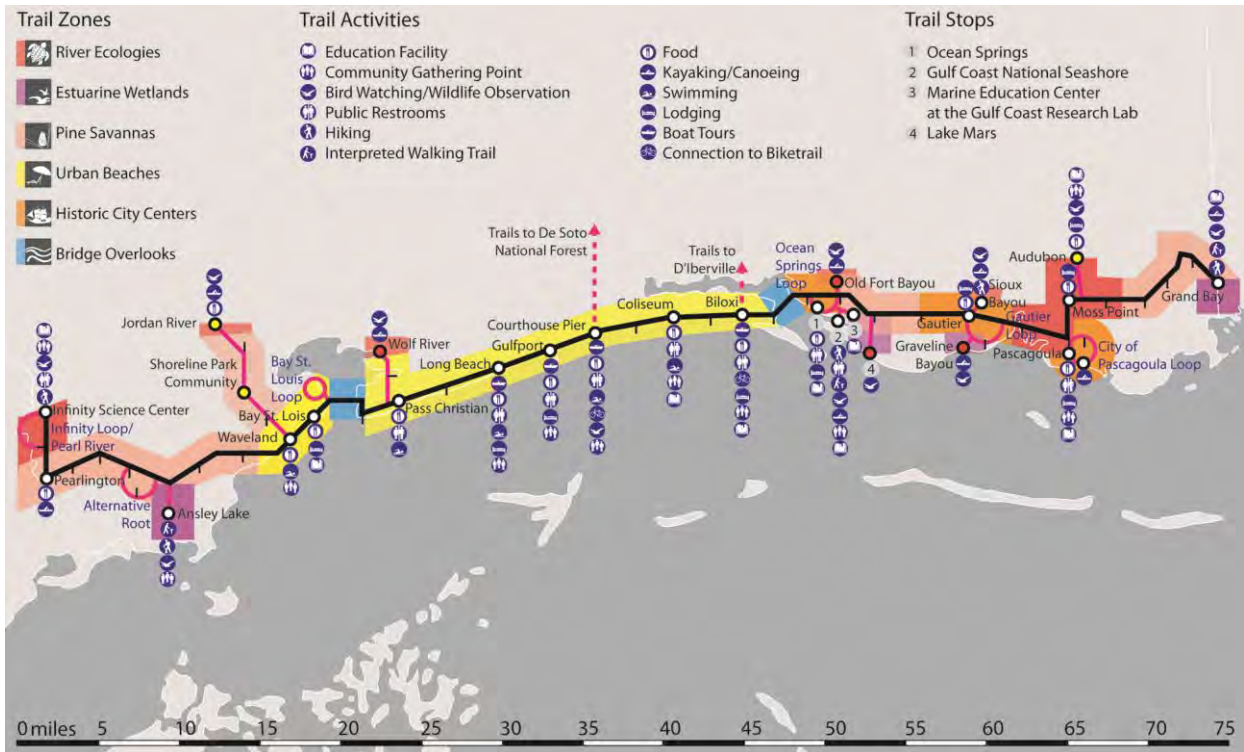 Trail Zones
River Ecologies
Estuarine Wetlands
Pine Savannas
Urban Beaches
Historic City Centers
Bridge Overlooks
Trail Activities
Education Facility
Community Gathering Point
Bird Watching/Wildlife Observation
Public Restrooms
Hiking
Interpreted Walking Trail
Food
Kayaking/Canoeing
Swimming
Lodging
Boat Tours
Connection to Biketrail
Trail Stops
1 Ocean Springs
2 Gulf Coast National Seashore
3 Marine Education Center
at the Gulf Coast Research Lab
4 Lake Mars
Infinity Science Center
Infinity Loop/
Pearl River
Pearlington
Alternative
Root
Ansley Lake
Jordan River
Shoreline Park
Community
Bay St.
Louis
Loop
Bay St. Lois
Waveland
Wolf River
Pass Christian
Long Beach
Gulfport
Courthouse Pier
Trails to De Soto
National Forest
Coliseum
Biloxi
Trails to
D'Iberville
Ocean
Springs
Loop
Old Fort Bayou
1
2
3
4
Gautier
Sioux
Bayou
Gautier
Loop
Graveline
Bayou
Audubon
Moss Point
Pascagoula
City of
Pascagoula Loop
Grand Bay
0 miles 5 10 15 20 25 30 35 40 45 50 55 60 65 70 75